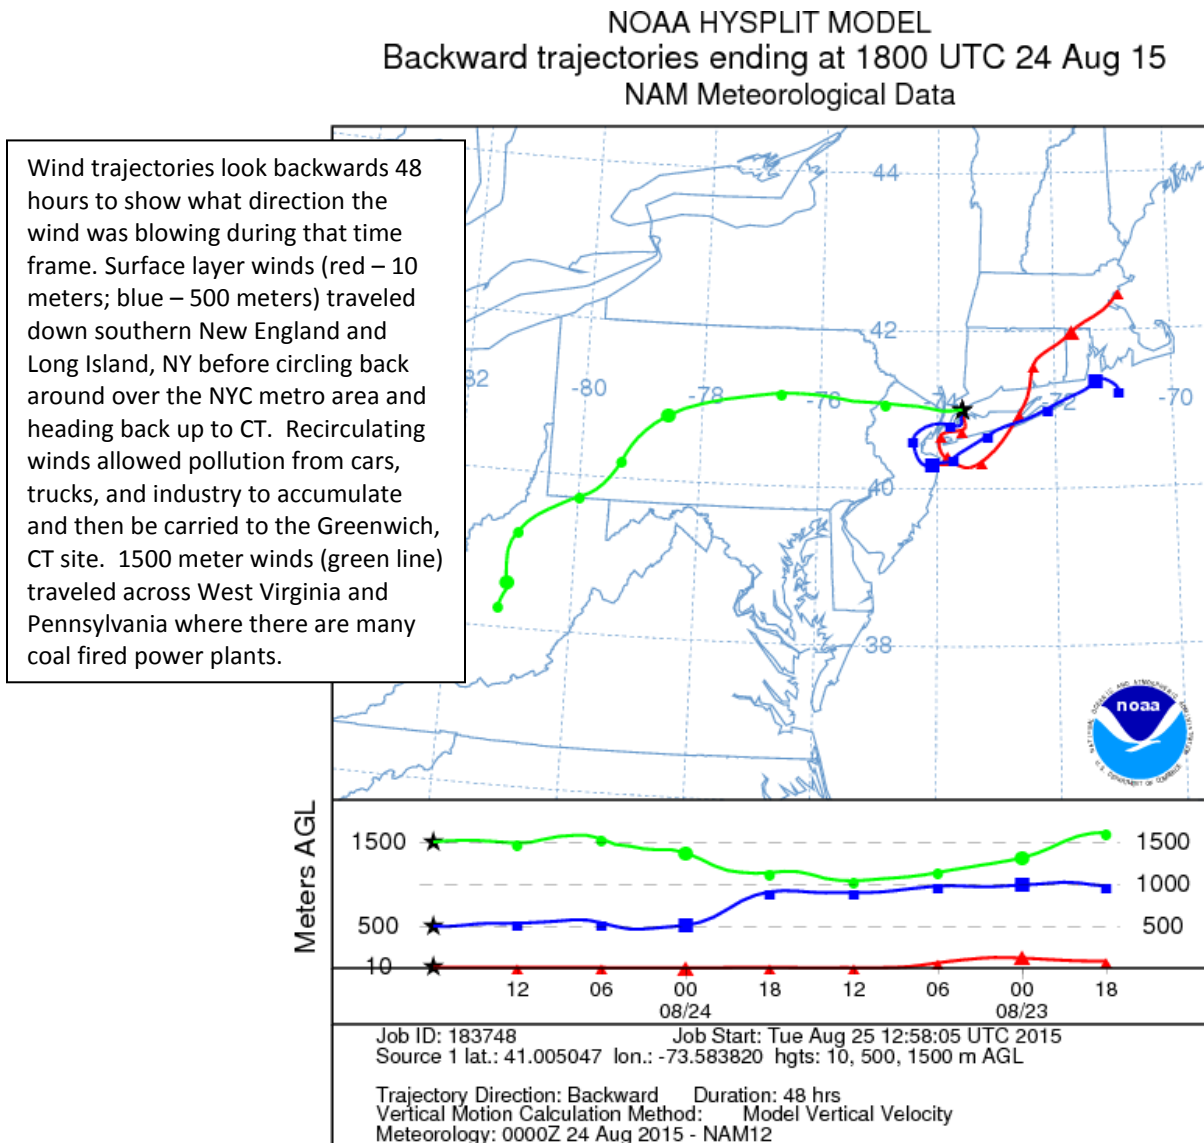 NOAA HYSPLIT MODEL
Backward trajectories ending at 1800 UTC 24 Aug 15
NAM Meteorological Data
Wind trajectories look backwards 48
hours to show what direction the
wind was blowing during that time
frame. Surface layer winds (red – 10
meters; blue – 500 meters) traveled
down southern New England and
Long Island, NY before circling back
around over the NYC metro area and
heading back up to CT.  Recirculating
winds allowed pollution from cars,
trucks, and industry to accumulate
and then be carried to the Greenwich,
CT site.  1500 meter winds (green line)
traveled across West Virginia and
Pennsylvania where there are many
coal fired power plants.
44
42
82 -80 -78 -76 -74 -72 -70
40
38
noaa
NATIONAL OCEANIC AND ATMOSPHERIC ADMINISTRATION
U.S. DEPARTMENT OF COMMERCE
Meters AGL
1500 1500
1000
500 500
10
12 06 00 18 12 06 00 18
08/24 08/23
Job ID: 183748 Job Start: Tue Aug 25 12:58:05 UTC 2015
Source 1 lat.: 41.005047 lon.: -73.583820 hgts: 10, 500, 1500 m AGL
Trajectory Direction: Backward Duration: 48 hrs
Vertical Motion Calculation Method: Model Vertical Velocity
Meteorology: 0000Z 24 Aug 2015 - NAM12